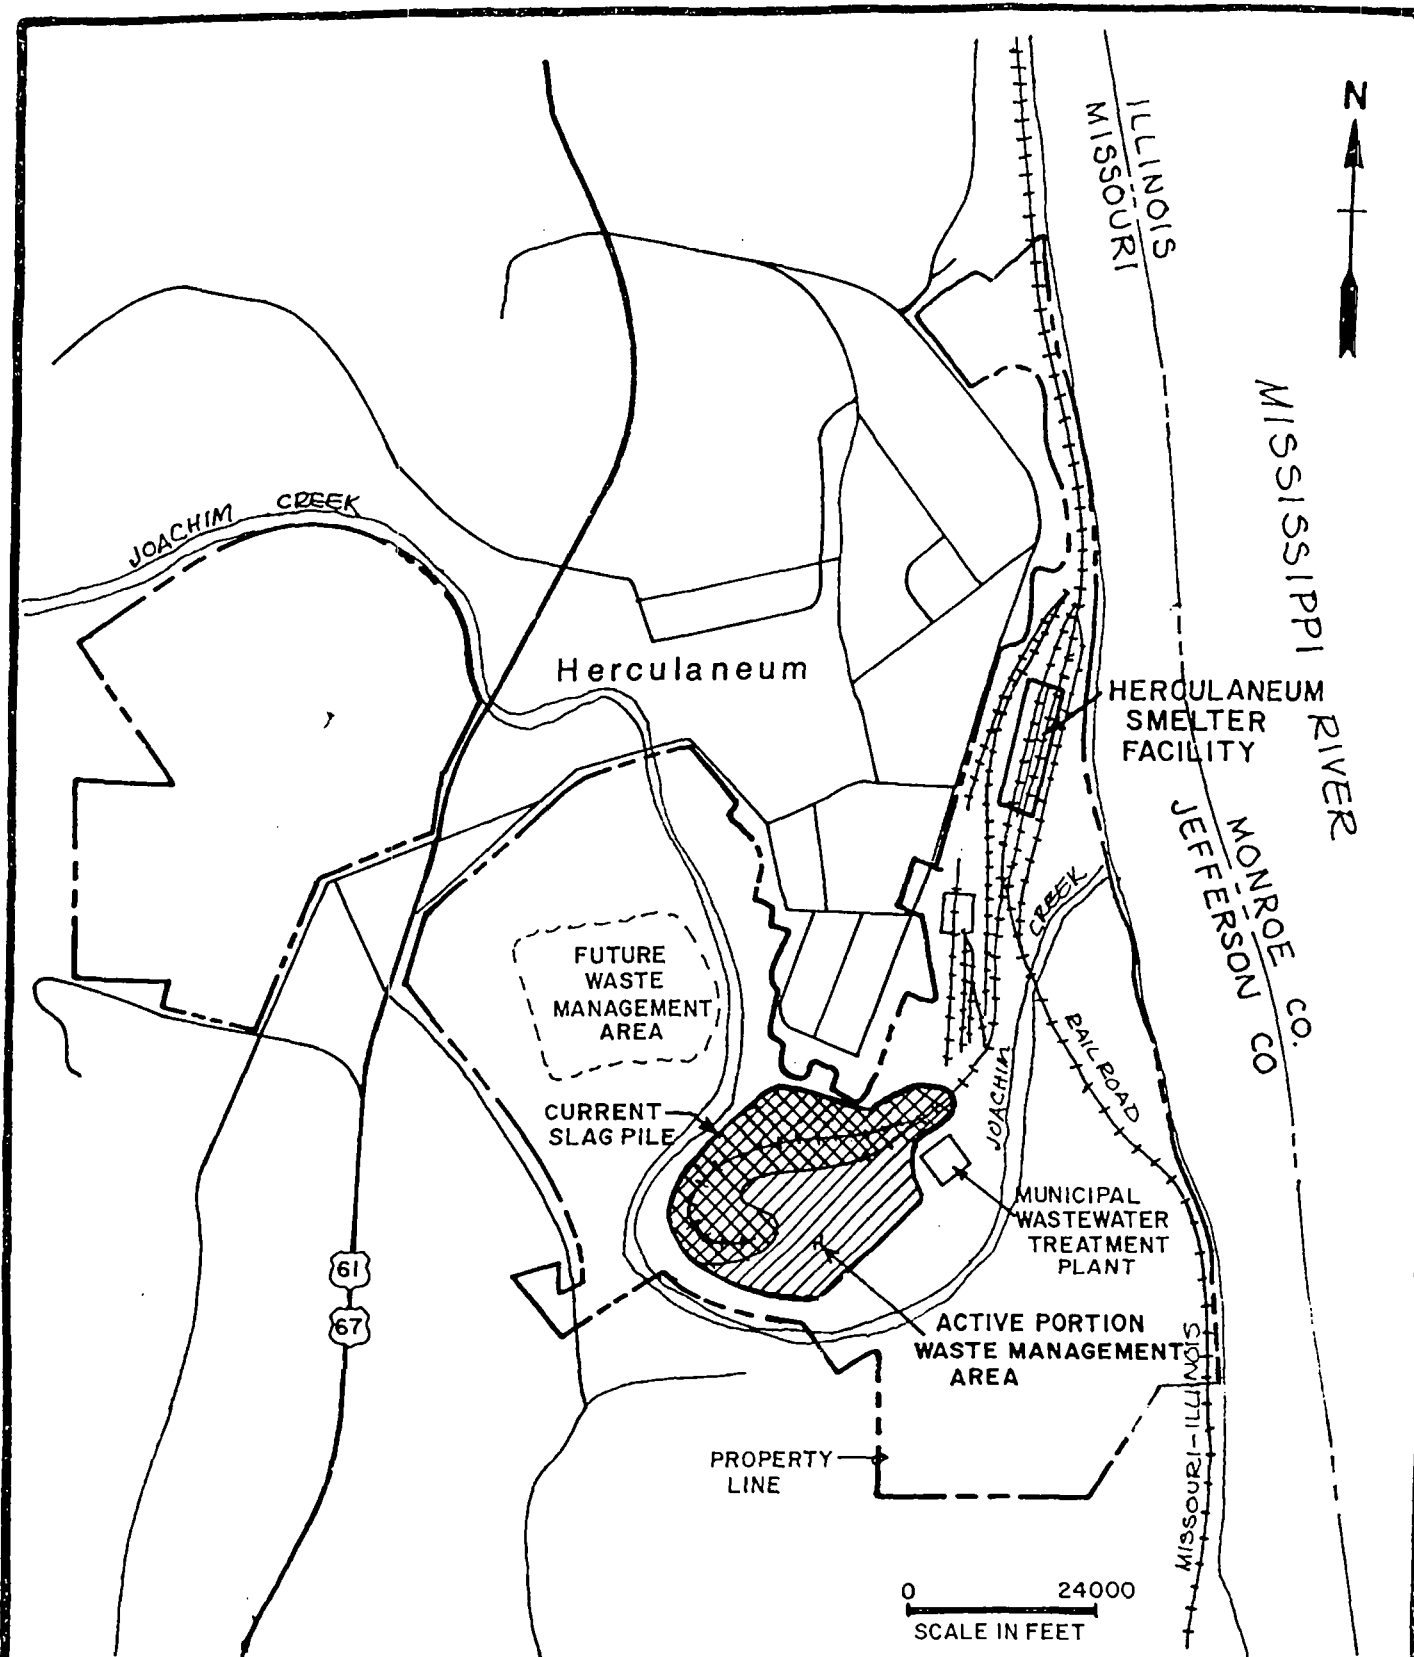 N
ILLINOIS
MISSOURI
MISSISSIPPI RIVER
JOACHIM CREEK
Herculaneum
HERCULANEUM
SMELTER
FACILITY
MONROE CO.
JEFFERSON CO
CREEK
JOACHIM
RAILROAD
FUTURE
WASTE
MANAGEMENT
AREA
CURRENT
SLAG PILE
MUNICIPAL
WASTEWATER
TREATMENT
PLANT
61
67
ACTIVE PORTION
WASTE MANAGEMENT
AREA
MISSOURI-ILLINOIS
PROPERTY
LINE
0 24000
SCALE IN FEET